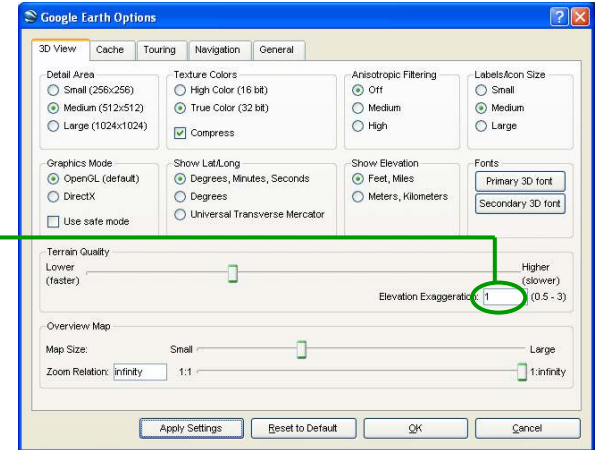 Google Earth Options
3D View Cache Touring Navigation General
Detail Area Texture Colors Anisotropic Filtering Labels/Icon Size
Small (256x256) High Color (16 bit) Off Small
Medium (512x512) True Color (32 bit) Medium Medium
Large (1024x1024) Compress High Large
Graphics Mode Show Lat/Long Show Elevation Fonts
OpenGL (default) Degrees, Minutes, Seconds Feet, Miles Primary 3D font
DirectX Degrees Meters, Kilometers Secondary 3D font
Use safe mode Universal Transverse Mercator
Terrain Quality
Lower Higher
(faster) (slower)
Elevation Exaggeration: 1 (0.5 - 3)
Overview Map
Map Size: Small Large
Zoom Relation: infinity 1:1 1:infinity
Apply Settings Reset to Default OK Cancel